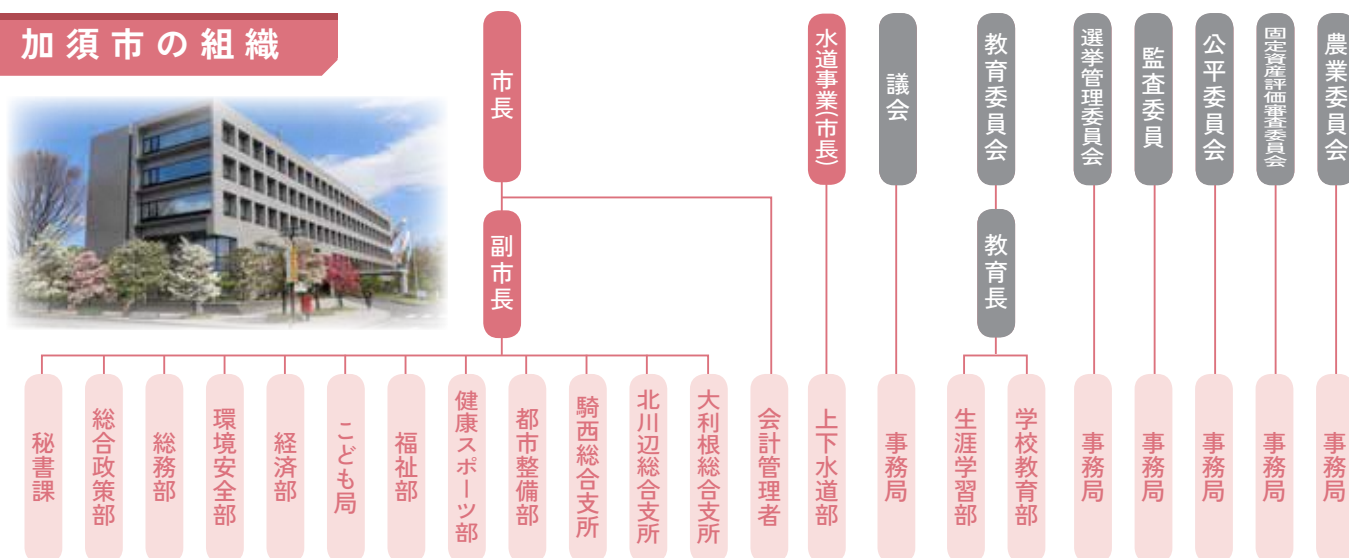 加須市の組織
市長
水道事業(市長)
議会
教育委員会
選挙管理委員会
監査委員
公平委員会
固定資産評価審査委員会
農業委員会
副市長
教育長
秘書課
総合政策部
総務部
環境安全部
経済部
こども局
福祉部
健康スポーツ部
都市整備部
騎西総合支所
北川辺総合支所
大利根総合支所
会計管理者
上下水道部
事務局
生涯学習部
学校教育部
事務局
事務局
事務局
事務局
事務局